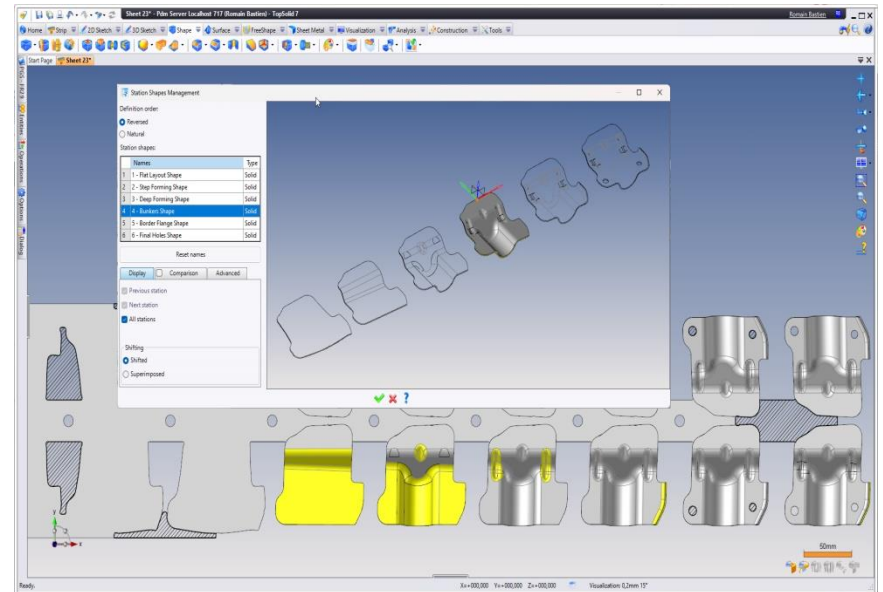 Sheet 23* - Pdm Server Localhost 717 (Romain Bastien) - TopSolid 7
Romain Bastien
Home Strip 2D Sketch 3D Sketch Shape Surface FreeShape Sheet Metal Visualization Analysis Construction Tools
Start Page Sheet 23*
Entities
Operations
Options
Dialog
Station Shapes Management
Definition order:
Reversed
Natural
Station shapes:
Names Type
1 1 - Flat Layout Shape Solid
2 2 - Step Forming Shape Solid
3 3 - Deep Forming Shape Solid
4 4 - Bunkers Shape Solid
5 5 - Border Flange Shape Solid
6 6 - Final Holes Shape Solid
Reset names
Display Comparison Advanced
Previous station
Next station
All stations
Shifting
Shifted
Superimposed
50mm
Ready.
X=+000,000 Y=+000,000 Z=+000,000 Visualization: 0,2mm 15°